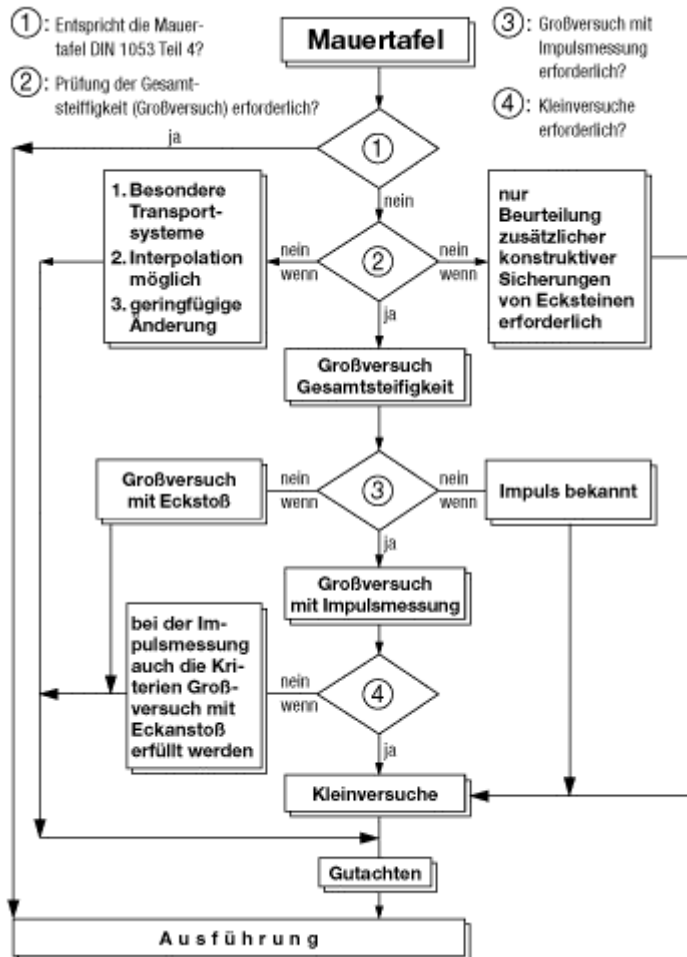 ①: Entspricht die Mauer-
tafel DIN 1053 Teil 4?
②: Prüfung der Gesamt-
steiffigkeit (Großversuch) erforderlich?
Mauertafel
③: Großversuch mit
Impulsmessung
erforderlich?
④: Kleinversuche
erforderlich?
ja
①
nein
1. Besondere
Transport-
systeme
2. Interpolation
möglich
3. geringfügige
Änderung
nein
wenn
②
nein
wenn
nur
Beurteilung
zusätzlicher
konstruktiver
Sicherungen
von Ecksteinen
erforderlich
ja
Großversuch
Gesamtsteifigkeit
Großversuch
mit Eckstoß
nein
wenn
③
nein
wenn
Impuls bekannt
ja
Großversuch
mit Impulsmessung
bei der Im-
pulsmessung
auch die Kri-
terien Groß-
versuch mit
Eckanstoß
erfüllt werden
nein
wenn
④
ja
Kleinversuche
Gutachten
Ausführung